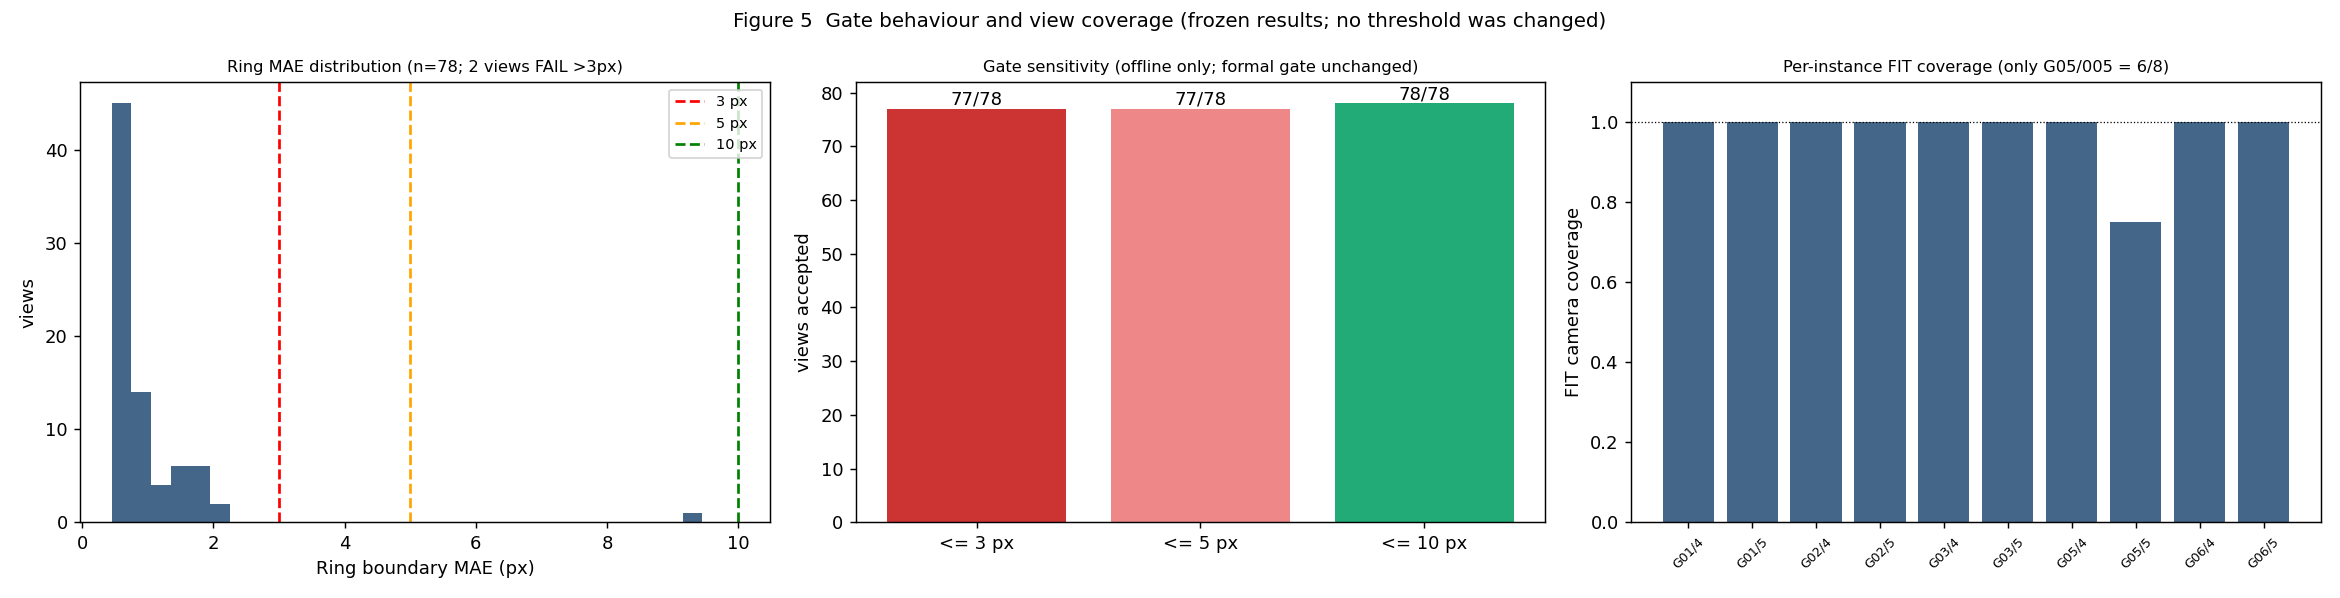 Figure 5  Gate behaviour and view coverage (frozen results; no threshold was changed)
Ring MAE distribution (n=78; 2 views FAIL >3px)
views
40
30
20
10
0
3 px
5 px
10 px
0 2 4 6 8 10
Ring boundary MAE (px)
Gate sensitivity (offline only; formal gate unchanged)
views accepted
80
70
60
50
40
30
20
10
0
77/78 77/78 78/78
<= 3 px <= 5 px <= 10 px
Per-instance FIT coverage (only G05/005 = 6/8)
FIT camera coverage
1.0
0.8
0.6
0.4
0.2
0.0
G01/4 G01/5 G02/4 G02/5 G03/4 G03/5 G05/4 G05/5 G06/4 G06/5